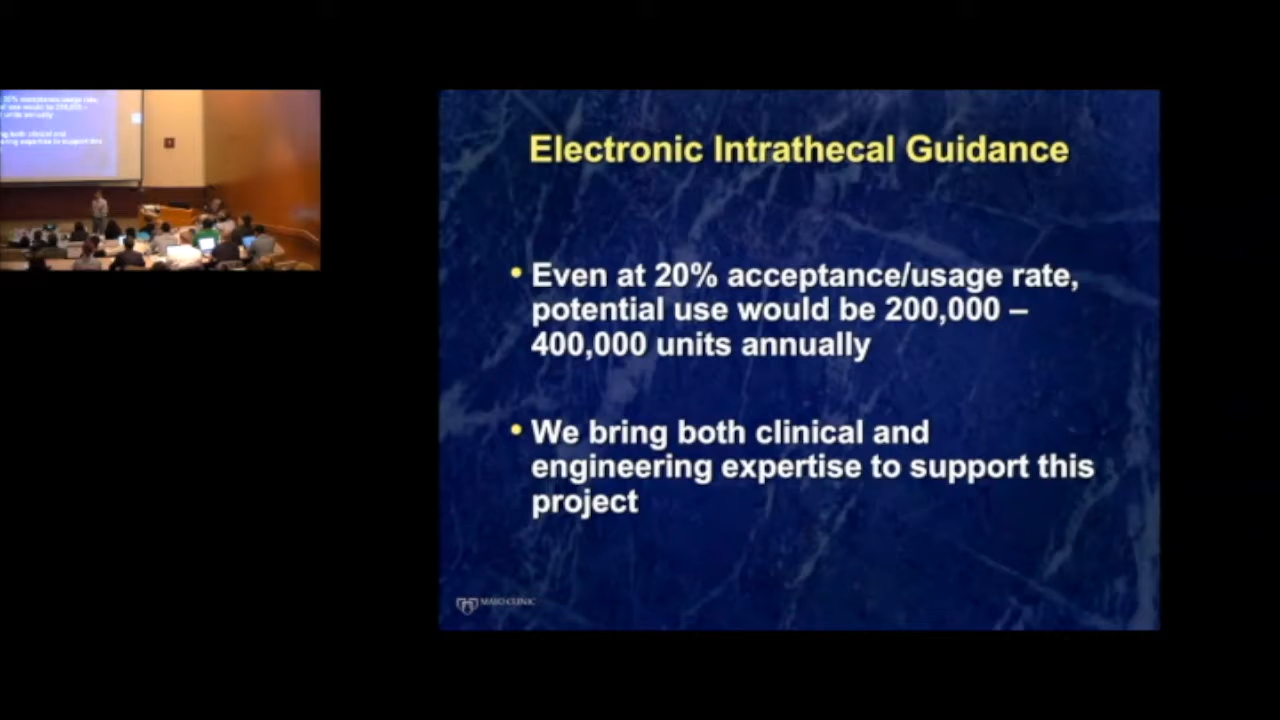 Electronic Intrathecal Guidance
• Even at 20% acceptance/usage rate,
potential use would be 200,000 –
400,000 units annually
• We bring both clinical and
engineering expertise to support this
project
MAYO CLINIC